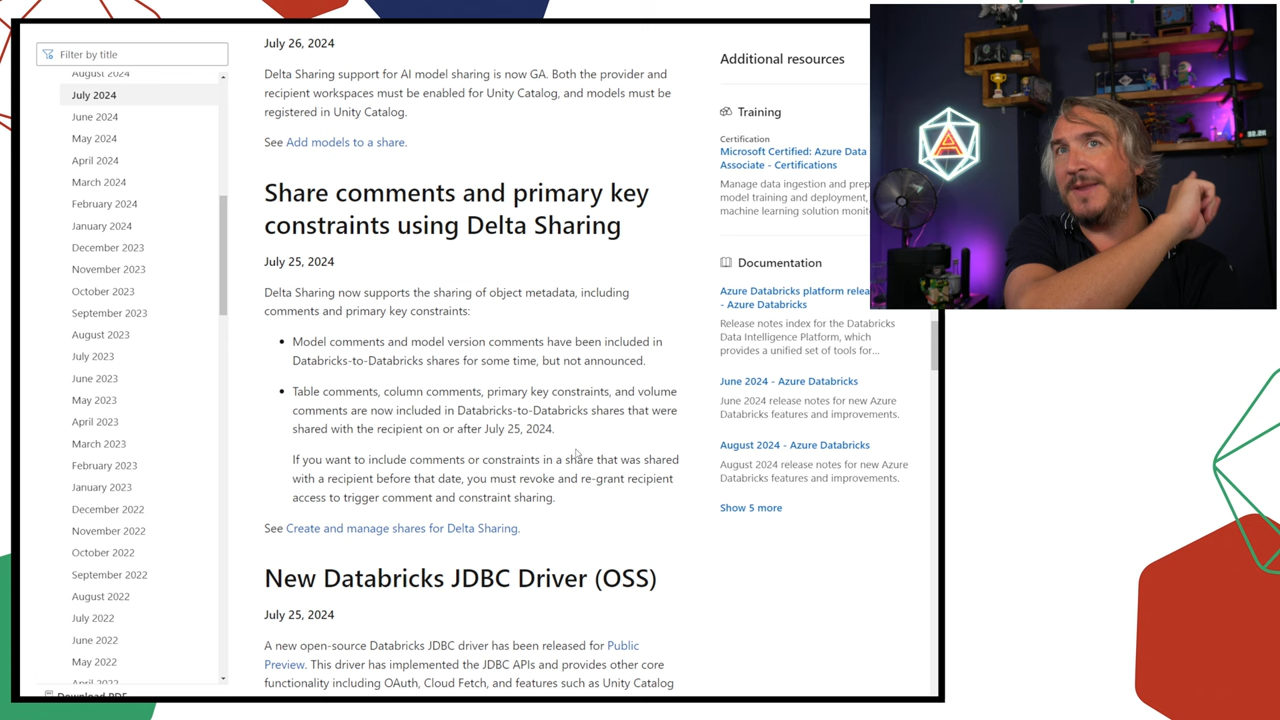 Filter by title
August 2024
July 2024
June 2024
May 2024
April 2024
March 2024
February 2024
January 2024
December 2023
November 2023
October 2023
September 2023
August 2023
July 2023
June 2023
May 2023
April 2023
March 2023
February 2023
January 2023
December 2022
November 2022
October 2022
September 2022
August 2022
July 2022
June 2022
May 2022
April 2022
Download PDF
July 26, 2024
Delta Sharing support for AI model sharing is now GA. Both the provider and
recipient workspaces must be enabled for Unity Catalog, and models must be
registered in Unity Catalog.
See Add models to a share.
Share comments and primary key
constraints using Delta Sharing
July 25, 2024
Delta Sharing now supports the sharing of object metadata, including
comments and primary key constraints:
• Model comments and model version comments have been included in
Databricks-to-Databricks shares for some time, but not announced.
• Table comments, column comments, primary key constraints, and volume
comments are now included in Databricks-to-Databricks shares that were
shared with the recipient on or after July 25, 2024.
If you want to include comments or constraints in a share that was shared
with a recipient before that date, you must revoke and re-grant recipient
access to trigger comment and constraint sharing.
See Create and manage shares for Delta Sharing.
New Databricks JDBC Driver (OSS)
July 25, 2024
A new open-source Databricks JDBC driver has been released for Public
Preview. This driver has implemented the JDBC APIs and provides other core
functionality including OAuth, Cloud Fetch, and features such as Unity Catalog
Additional resources
Training
Certification
Microsoft Certified: Azure Data
Associate - Certifications
Manage data ingestion and prep
model training and deployment,
machine learning solution monit
Documentation
Azure Databricks platform relea
- Azure Databricks
Release notes index for the Databricks
Data Intelligence Platform, which
provides a unified set of tools for...
June 2024 - Azure Databricks
June 2024 release notes for new Azure
Databricks features and improvements.
August 2024 - Azure Databricks
August 2024 release notes for new Azure
Databricks features and improvements.
Show 5 more
A